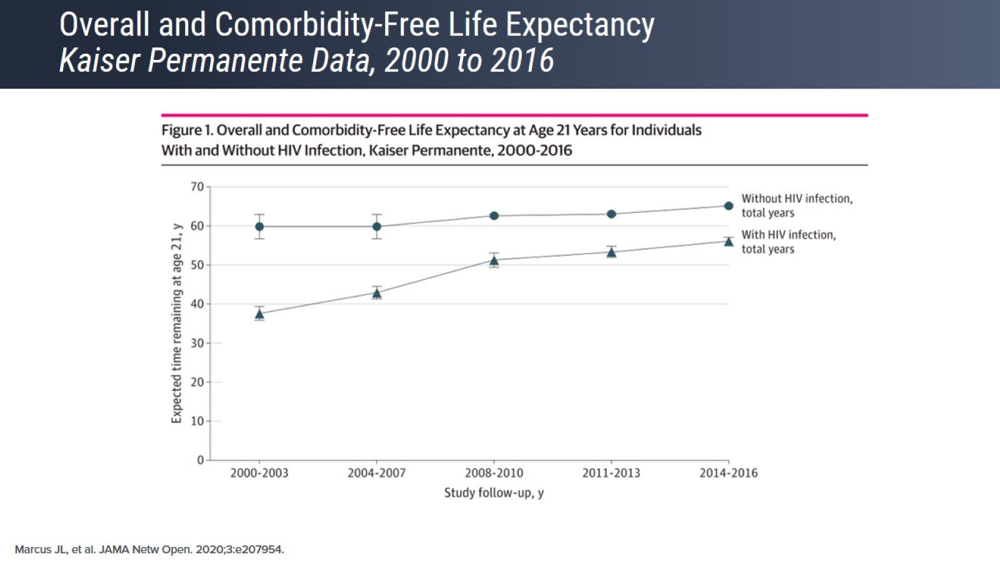 Overall and Comorbidity-Free Life Expectancy
Kaiser Permanente Data, 2000 to 2016
Figure 1. Overall and Comorbidity-Free Life Expectancy at Age 21 Years for Individuals
With and Without HIV Infection, Kaiser Permanente, 2000-2016
Expected time remaining at age 21, y
70
60
50
40
30
20
10
0
Without HIV infection,
total years
With HIV infection,
total years
2000-2003
2004-2007
2008-2010
2011-2013
2014-2016
Study follow-up, y
Marcus JL, et al. JAMA Netw Open. 2020;3:e207954.